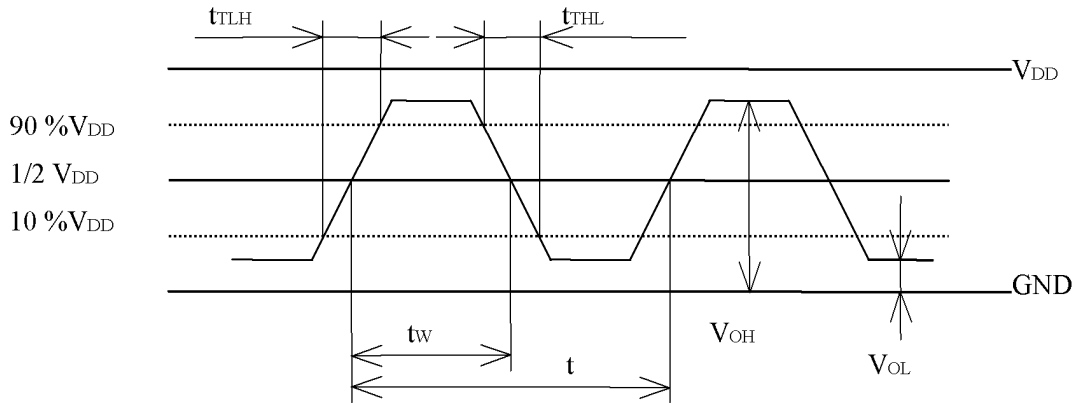 tTLH
tTHL
VDD
90 %VDD
1/2 VDD
10 %VDD
GND
tW
VOH
t
VOL